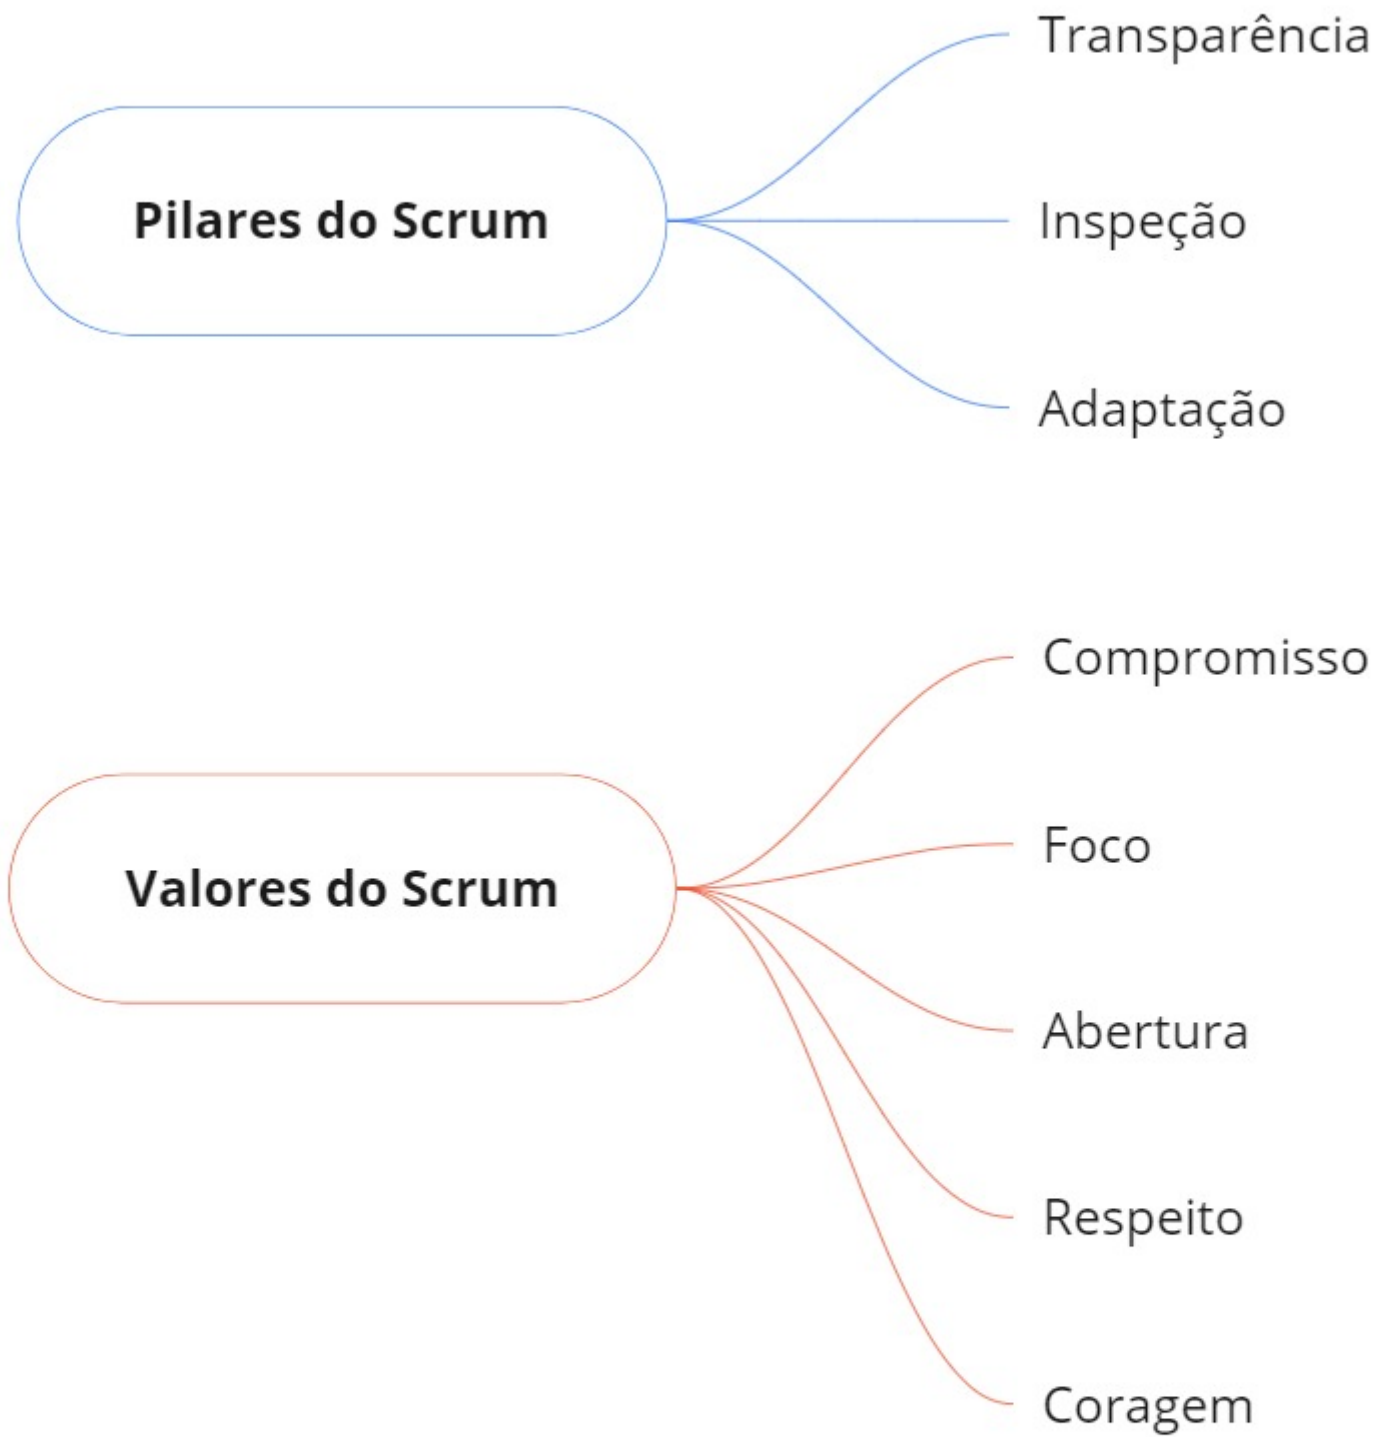 Pilares do Scrum
Transparência
Inspeção
Adaptação
Valores do Scrum
Compromisso
Foco
Abertura
Respeito
Coragem